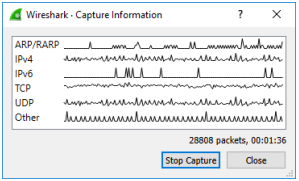 Wireshark · Capture Information
ARP/RARP
IPv4
IPv6
TCP
UDP
Other
28808 packets, 00:01:36
Stop Capture Close